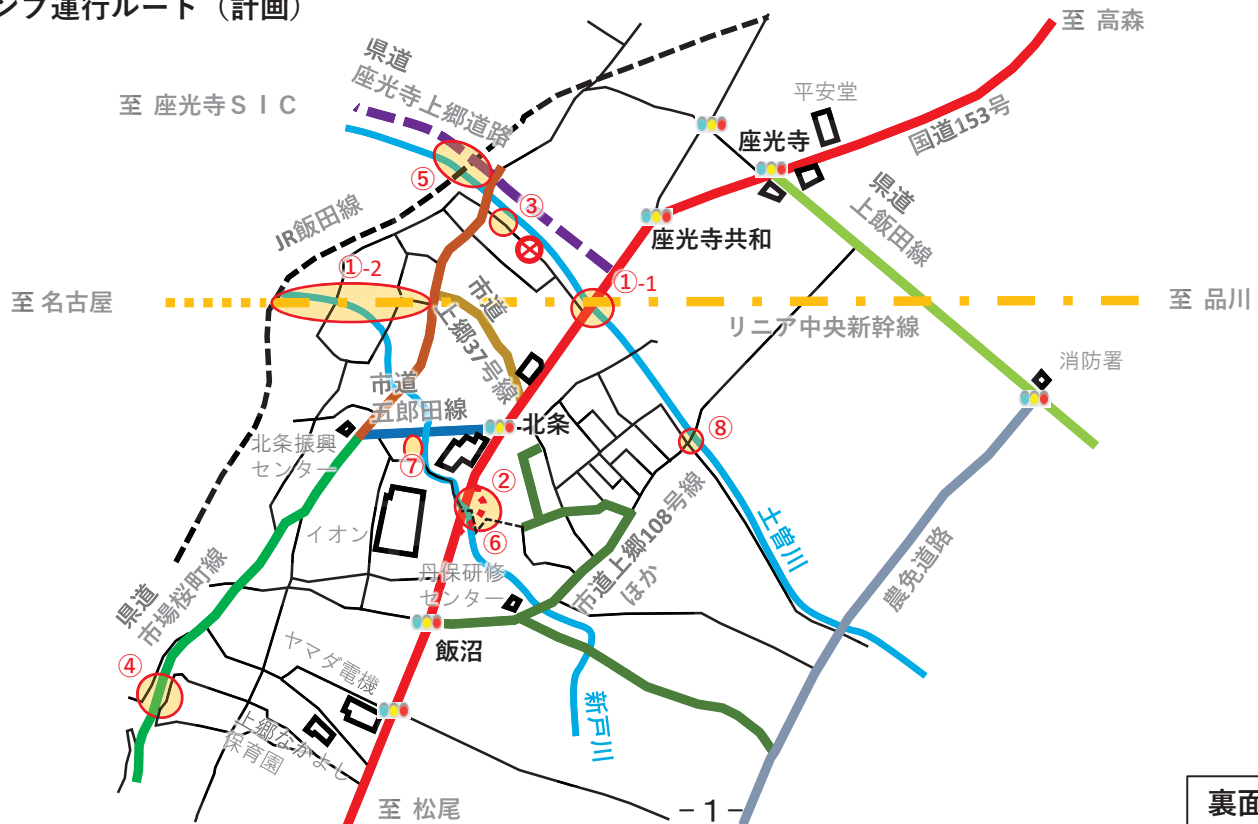 ンプ運行ルート（計画）
至 高森
県道
座光寺上郷道路
至 座光寺ＳＩＣ
平安堂
国道153号
座光寺
⑤
③
県道
上飯田線
JR飯田線
座光寺共和
①-2
①-1
至 名古屋
市道
上郷37号線
至 品川
リニア中央新幹線
消防署
市道
五郎田線
北条
⑧
北条振興
センター
⑦
②
イオン
⑥
市道上郷108号線
ほか
土曽川
農免道路
丹保研修
センター
県道
市場桜町線
飯沼
ヤマダ電機
④
新戸川
上郷なかよし
保育園
至 松尾
－1－
裏面